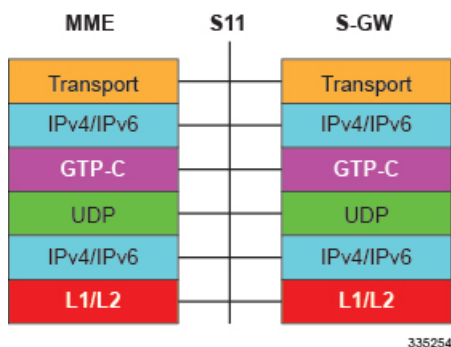 MME S11 S-GW
Transport Transport
IPv4/IPv6 IPv4/IPv6
GTP-C GTP-C
UDP UDP
IPv4/IPv6 IPv4/IPv6
L1/L2 L1/L2
335254